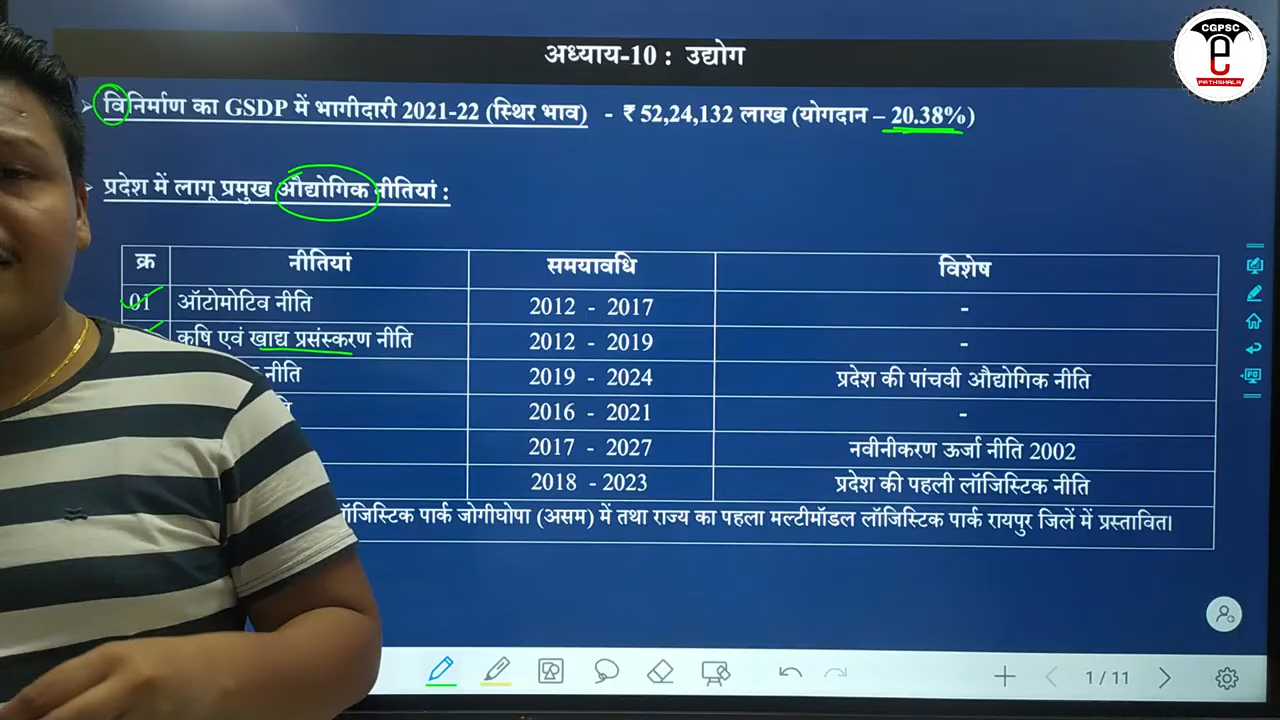 CGPSC
e
PATHSHALA
अध्याय-10 : उद्योग
विनिर्माण का GSDP में भागीदारी 2021-22 (स्थिर भाव) - ₹ 52,24,132 लाख (योगदान – 20.38%)
प्रदेश में लागू प्रमुख औद्योगिक नीतियां :
क्र नीतियां समयावधि विशेष
01 ऑटोमोटिव नीति 2012 - 2017 -
कृषि एवं खाद्य प्रसंस्करण नीति 2012 - 2019 -
नीति 2019 - 2024 प्रदेश की पांचवी औद्योगिक नीति
2016 - 2021 -
2017 - 2027 नवीनीकरण ऊर्जा नीति 2002
2018 - 2023 प्रदेश की पहली लॉजिस्टिक नीति
लॉजिस्टिक पार्क जोगीघोपा (असम) में तथा राज्य का पहला मल्टीमॉडल लॉजिस्टिक पार्क रायपुर जिलें में प्रस्तावित।
PC
1 / 11